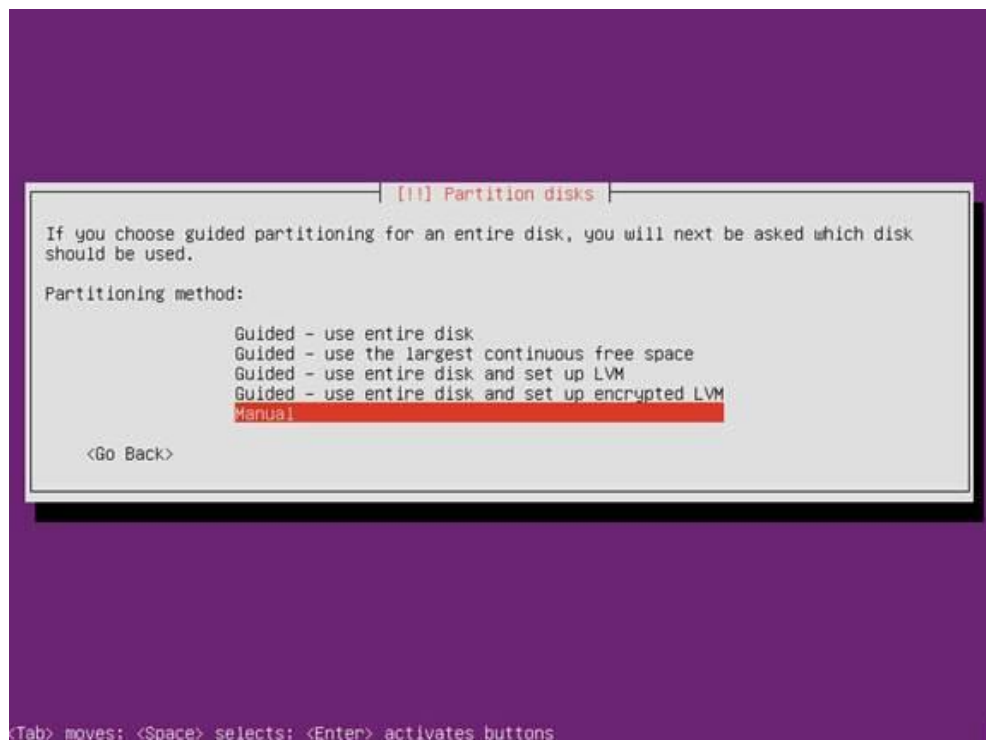 [!!] Partition disks
If you choose guided partitioning for an entire disk, you will next be asked which disk
should be used.
Partitioning method:
Guided - use entire disk
Guided - use the largest continuous free space
Guided - use entire disk and set up LVM
Guided - use entire disk and set up encrypted LVM
Manual
<Go Back>
<Tab> moves; <Space> selects; <Enter> activates buttons